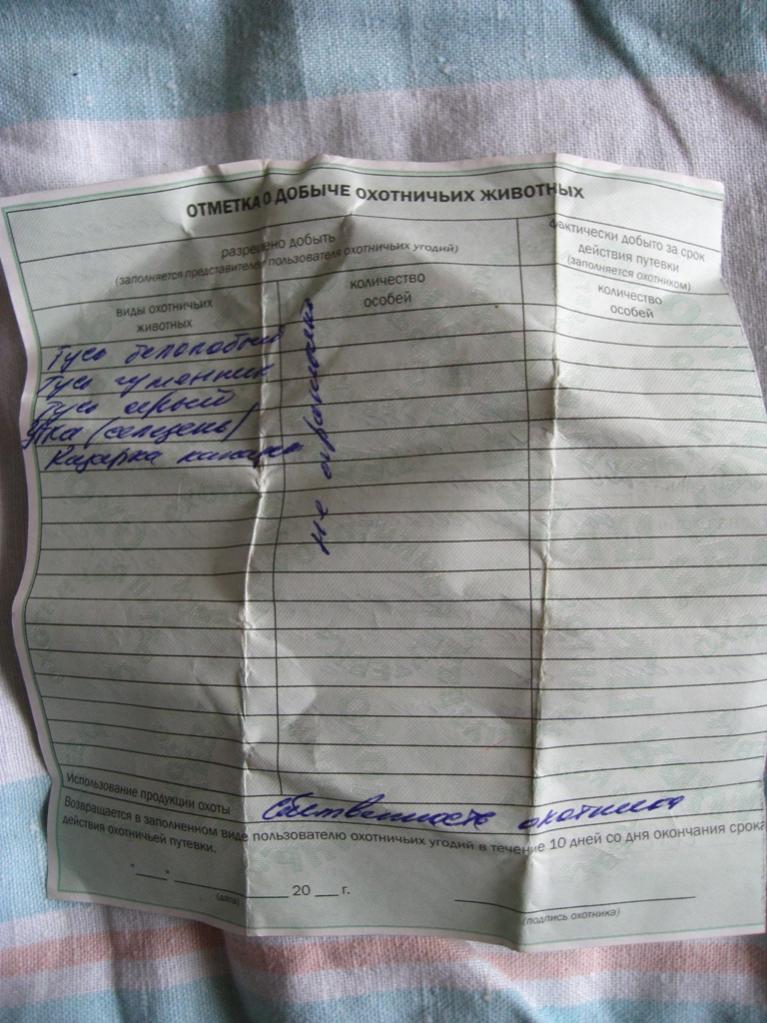 ОТМЕТКА О ДОБЫЧЕ ОХОТНИЧЬИХ ЖИВОТНЫХ
разрешено добыть
(заполняется представителем пользователя охотничьих угодий)
фактически добыто за срок
действия путевки
(заполняется охотником)
виды охотничьих
животных
количество
особей
количество
особей
Гусь белолобый
Гусь гуменник
Гусь серый
Утка (селезень)
Казарка канадс
не ограничено
Использование продукции охоты Собственность охотника
Возвращается в заполненном виде пользователю охотничьих угодий в течение 10 дней со дня окончания срока
действия охотничьей путевки.
20 __ г.
(дата)
(подпись охотника)